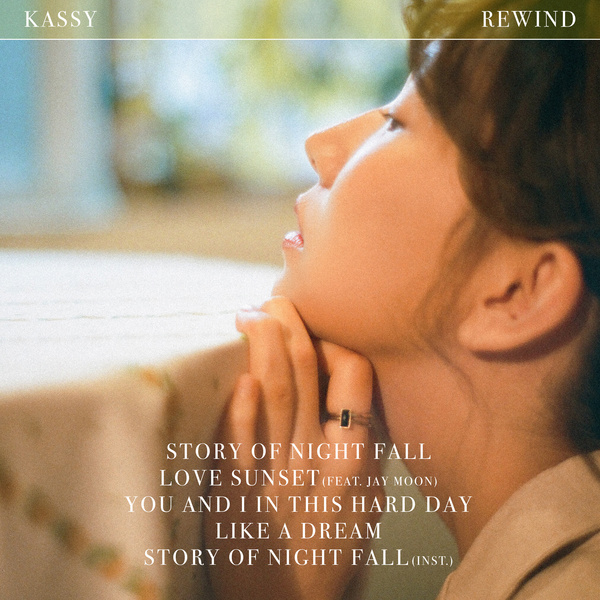 KASSY
REWIND
STORY OF NIGHT FALL
LOVE SUNSET(FEAT. JAY MOON)
YOU AND I IN THIS HARD DAY
LIKE A DREAM
STORY OF NIGHT FALL(INST.)